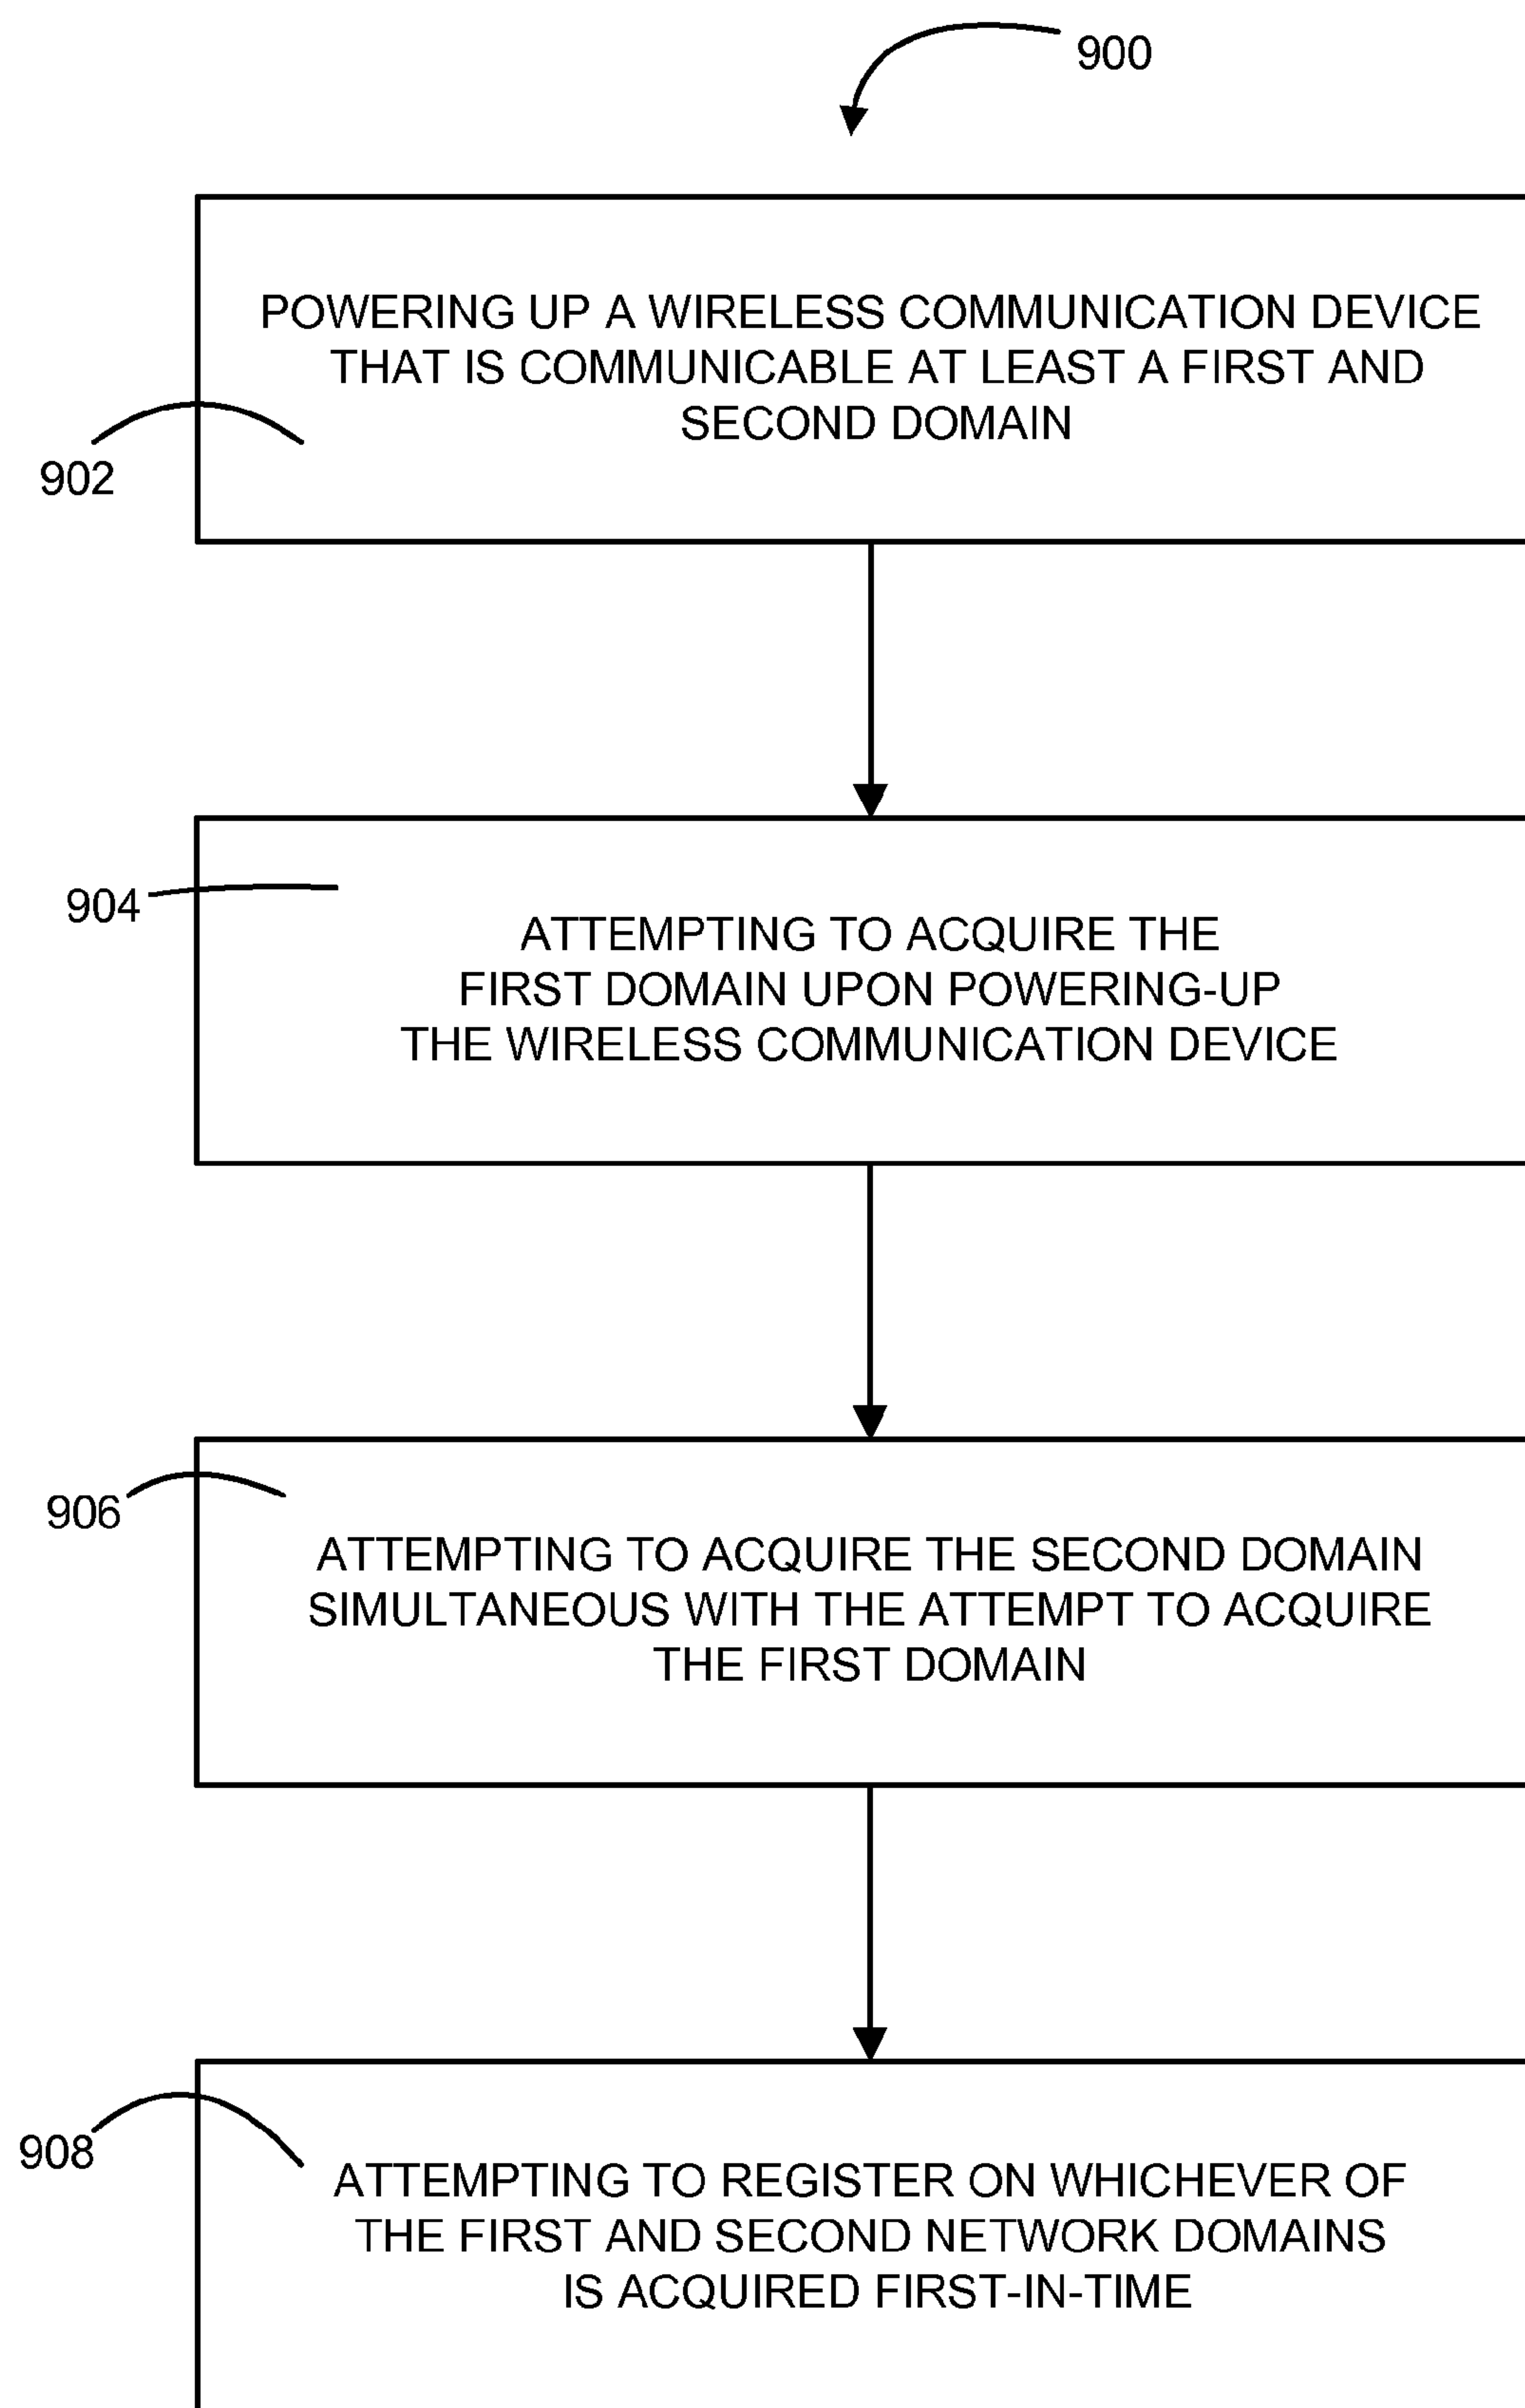 900
POWERING UP A WIRELESS COMMUNICATION DEVICE
THAT IS COMMUNICABLE AT LEAST A FIRST AND
SECOND DOMAIN
902
904
ATTEMPTING TO ACQUIRE THE
FIRST DOMAIN UPON POWERING-UP
THE WIRELESS COMMUNICATION DEVICE
906
ATTEMPTING TO ACQUIRE THE SECOND DOMAIN
SIMULTANEOUS WITH THE ATTEMPT TO ACQUIRE
THE FIRST DOMAIN
908
ATTEMPTING TO REGISTER ON WHICHEVER OF
THE FIRST AND SECOND NETWORK DOMAINS
IS ACQUIRED FIRST-IN-TIME